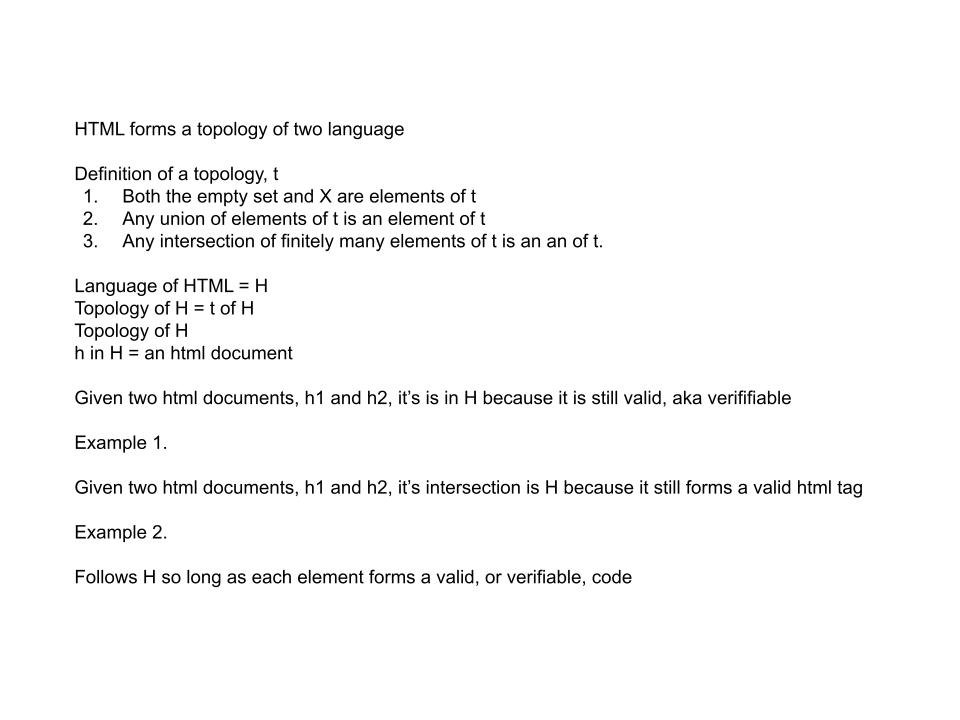 HTML forms a topology of two language
Definition of a topology, t
1. Both the empty set and X are elements of t
2. Any union of elements of t is an element of t
3. Any intersection of finitely many elements of t is an an of t.
Language of HTML = H
Topology of H = t of H
Topology of H
h in H = an html document
Given two html documents, h1 and h2, it’s is in H because it is still valid, aka verififiable
Example 1.
Given two html documents, h1 and h2, it’s intersection is H because it still forms a valid html tag
Example 2.
Follows H so long as each element forms a valid, or verifiable, code